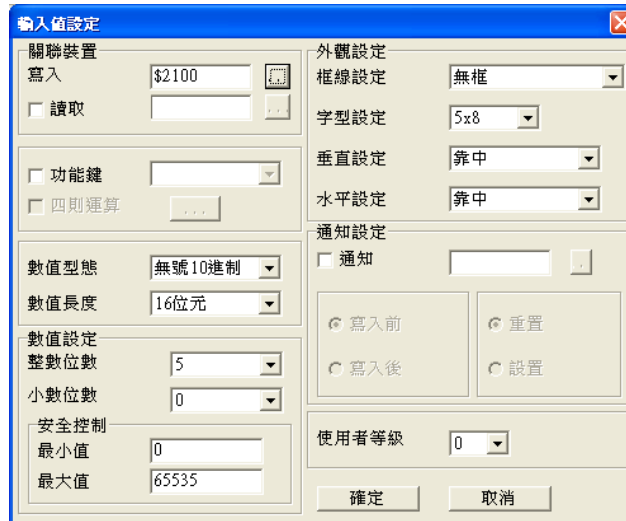 輸入值設定
關聯裝置
寫入 $2100 ...
讀取 ...
功能鍵
四則運算 ...
數值型態 無號10進制
數值長度 16位元
數值設定
整數位數 5
小數位數 0
安全控制
最小值 0
最大值 65535
外觀設定
框線設定 無框
字型設定 5x8
垂直設定 靠中
水平設定 靠中
通知設定
通知 .
寫入前 重置
寫入後 設置
使用者等級 0
確定 取消